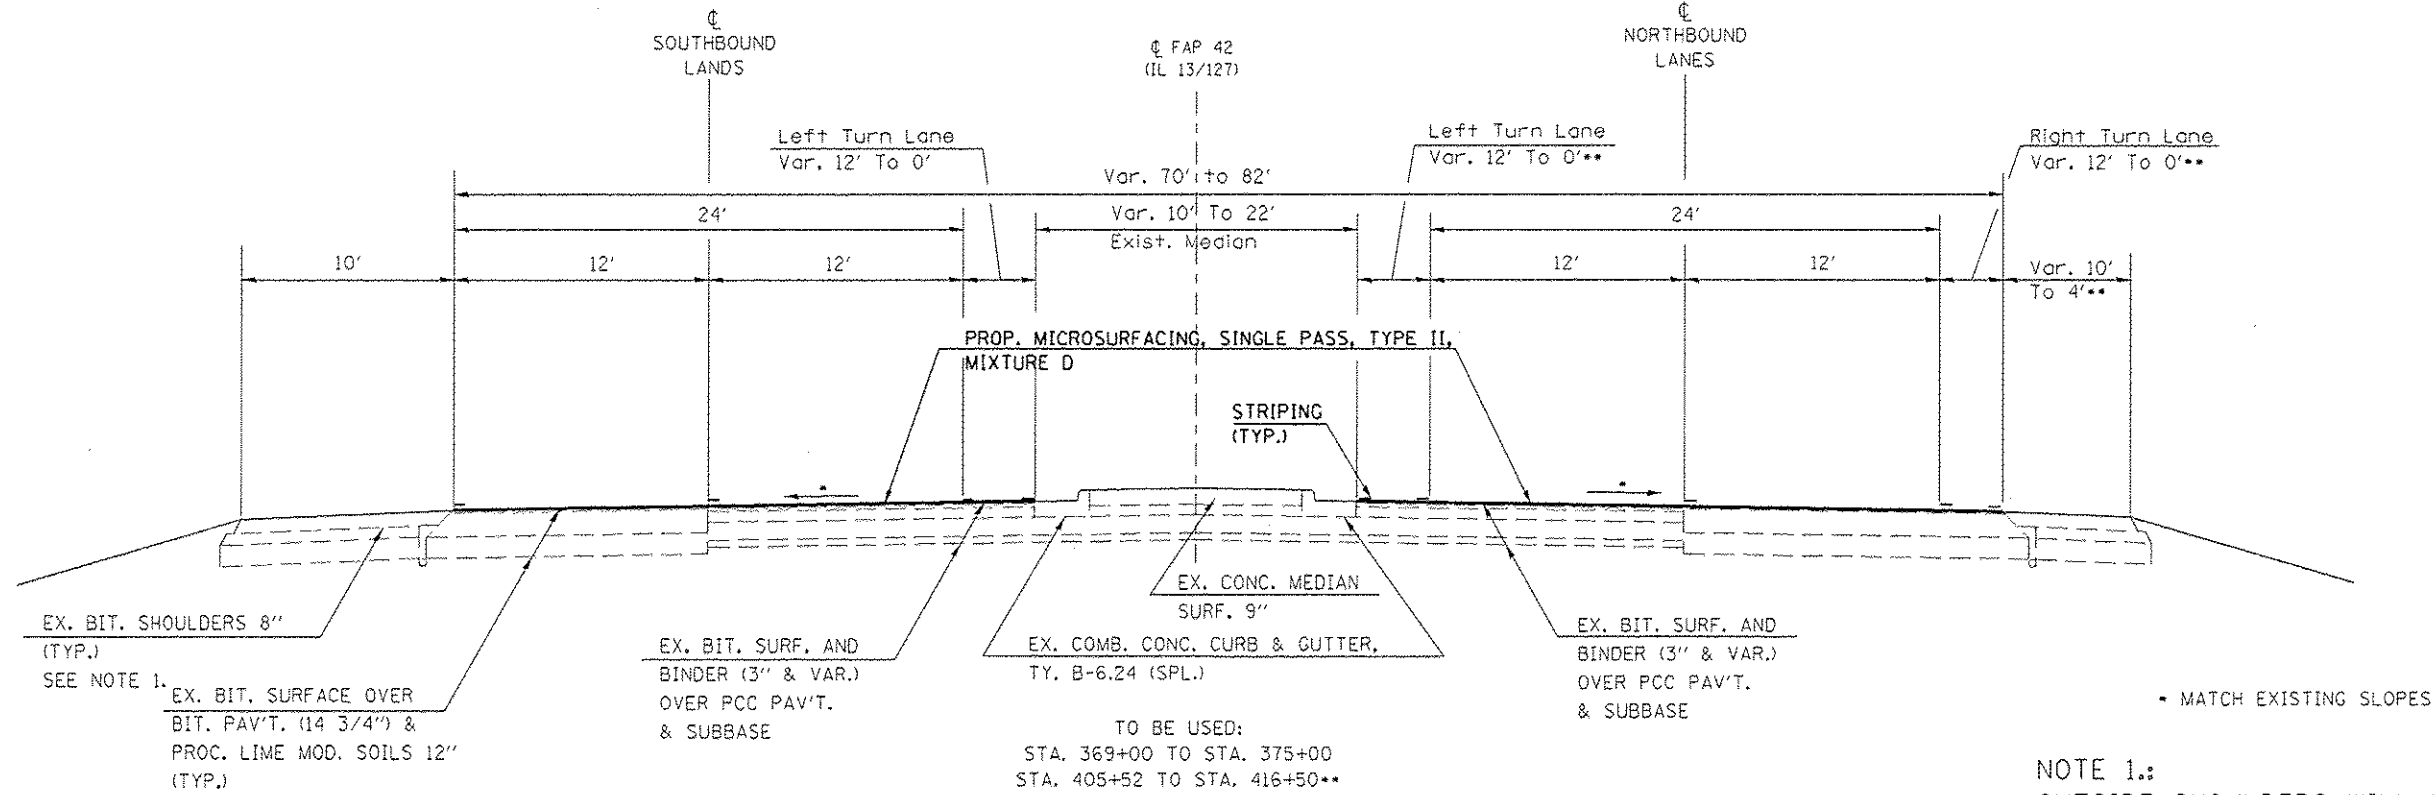 ℄
SOUTHBOUND
LANDS
℄ FAP 42
(IL 13/127)
℄
NORTHBOUND
LANES
Left Turn Lane
Var. 12' To 0'
Left Turn Lane
Var. 12' To 0'**
Right Turn Lane
Var. 12' To 0'**
Var. 70' to 82'
24'
Var. 10' To 22'
Exist. Median
24'
10'
12'
12'
12'
12'
Var. 10'
To 4'**
PROP. MICROSURFACING, SINGLE PASS, TYPE II,
MIXTURE D
STRIPING
(TYP.)
*
*
EX. BIT. SHOULDERS 8"
(TYP.)
SEE NOTE 1.
EX. BIT. SURFACE OVER
BIT. PAV'T. (14 3/4") &
PROC. LIME MOD. SOILS 12"
(TYP.)
EX. BIT. SURF. AND
BINDER (3" & VAR.)
OVER PCC PAV'T.
& SUBBASE
EX. CONC. MEDIAN
SURF. 9"
EX. COMB. CONC. CURB & GUTTER,
TY. B-6.24 (SPL.)
EX. BIT. SURF. AND
BINDER (3" & VAR.)
OVER PCC PAV'T.
& SUBBASE
TO BE USED:
STA. 369+00 TO STA. 375+00
STA. 405+52 TO STA. 416+50**
* MATCH EXISTING SLOPES
NOTE 1.: